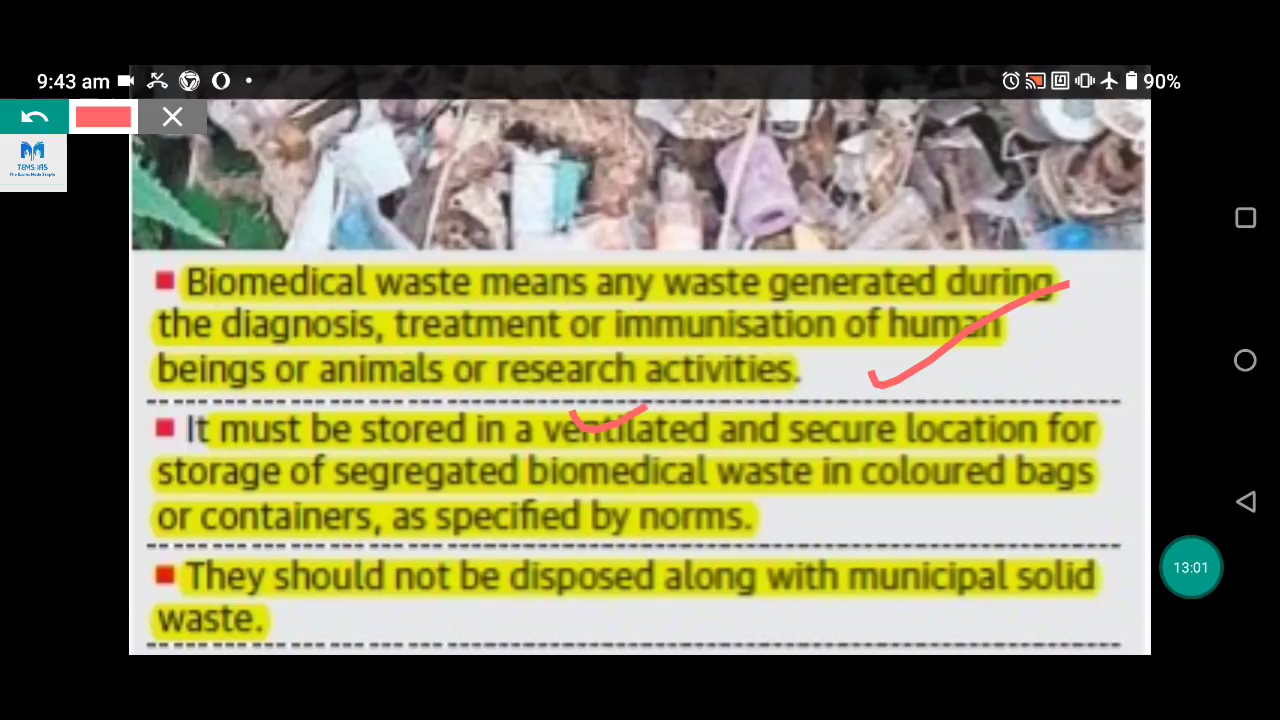 9:43 am
90%
TEMS IAS
Biomedical waste means any waste generated during
the diagnosis, treatment or immunisation of human
beings or animals or research activities.
It must be stored in a ventilated and secure location for
storage of segregated biomedical waste in coloured bags
or containers, as specified by norms.
They should not be disposed along with municipal solid
waste.
13:01